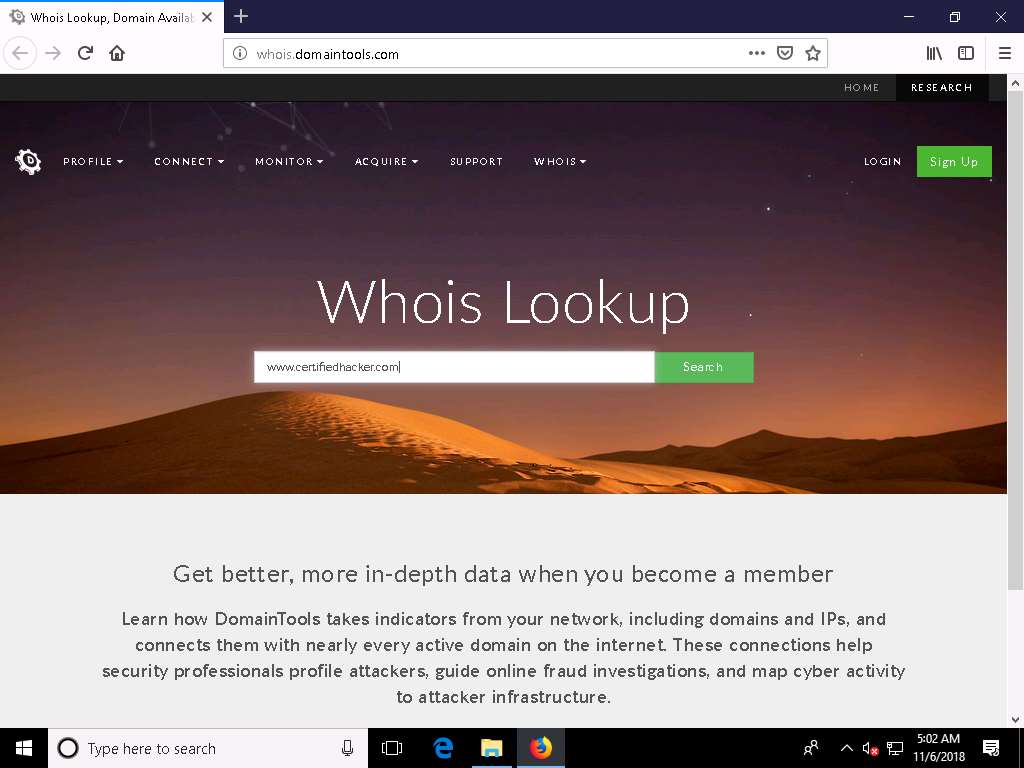 Whois Lookup, Domain Availab
whois.domaintools.com
HOME RESEARCH
PROFILE CONNECT MONITOR ACQUIRE SUPPORT WHOIS LOGIN Sign Up
Whois Lookup
www.certifiedhacker.com Search
Get better, more in-depth data when you become a member
Learn how DomainTools takes indicators from your network, including domains and IPs, and
connects them with nearly every active domain on the internet. These connections help
security professionals profile attackers, guide online fraud investigations, and map cyber activity
to attacker infrastructure.
Type here to search
5:02 AM
11/6/2018